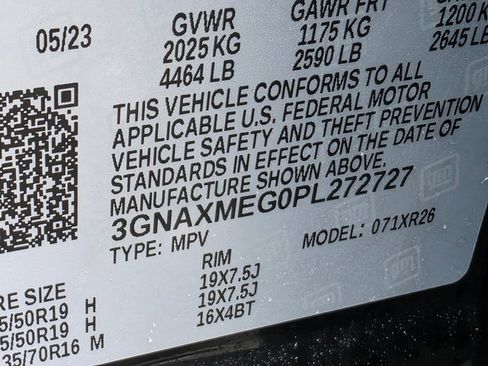 05/23
GVWR
2025 KG
4464 LB
GAWR FRT
1175 KG
2590 LB
1200 K
2645 LB
THIS VEHICLE CONFORMS TO ALL
APPLICABLE U.S. FEDERAL MOTOR
VEHICLE SAFETY AND THEFT PREVENTION
STANDARDS IN EFFECT ON THE DATE OF
MANUFACTURE SHOWN ABOVE.
3GNAXMEG0PL272727
TYPE: MPV MODEL: 071XR26
RE SIZE RIM
5/50R19 H 19X7.5J
5/50R19 H 19X7.5J
35/70R16 M 16X4BT